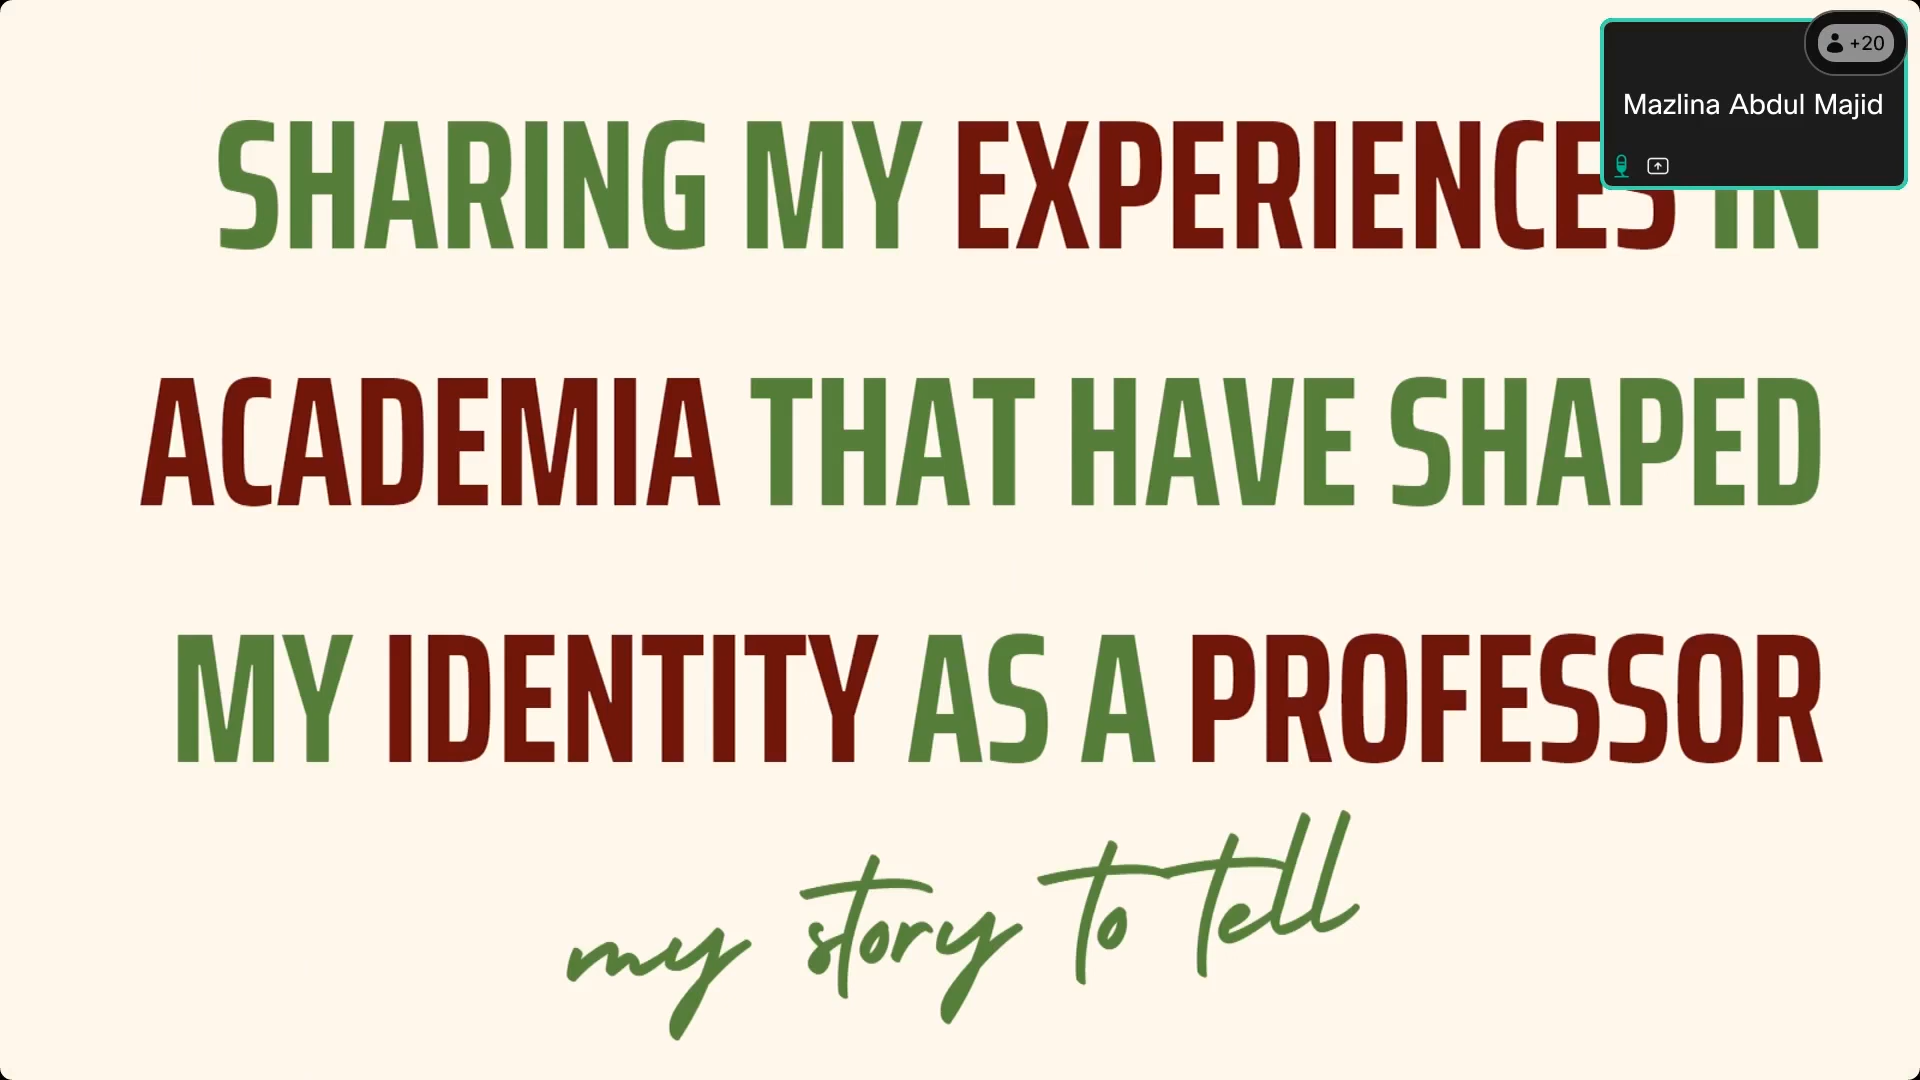 +20
Mazlina Abdul Majid
SHARING MY EXPERIENCES IN
ACADEMIA THAT HAVE SHAPED
MY IDENTITY AS A PROFESSOR
my story to tell